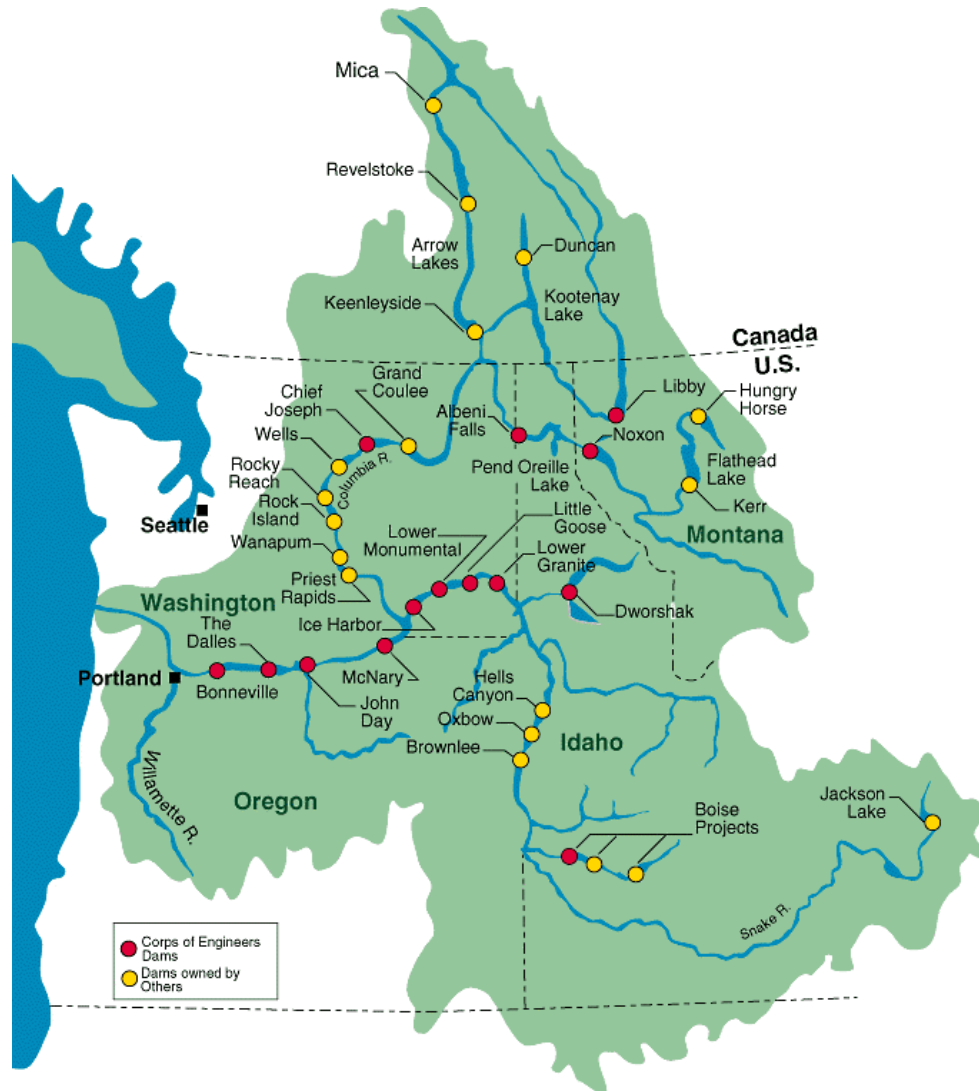 Mica
Revelstoke
Arrow
Lakes
Duncan
Kootenay
Lake
Keenleyside
Canada
U.S.
Grand
Coulee
Chief
Joseph
Albeni
Falls
Libby
Hungry
Horse
Wells
Noxon
Columbia R.
Rocky
Reach
Pend Oreille
Lake
Flathead
Lake
Rock
Island
Little
Goose
Kerr
Seattle
Lower
Monumental
Montana
Wanapum
Lower
Granite
Priest
Rapids
Washington
Ice Harbor
Dworshak
The
Dalles
Portland
Bonneville
McNary
John
Day
Hells
Canyon
Oxbow
Idaho
Brownlee
Willamette R.
Oregon
Boise
Projects
Jackson
Lake
Snake R.
Corps of Engineers
Dams
Dams owned by
Others